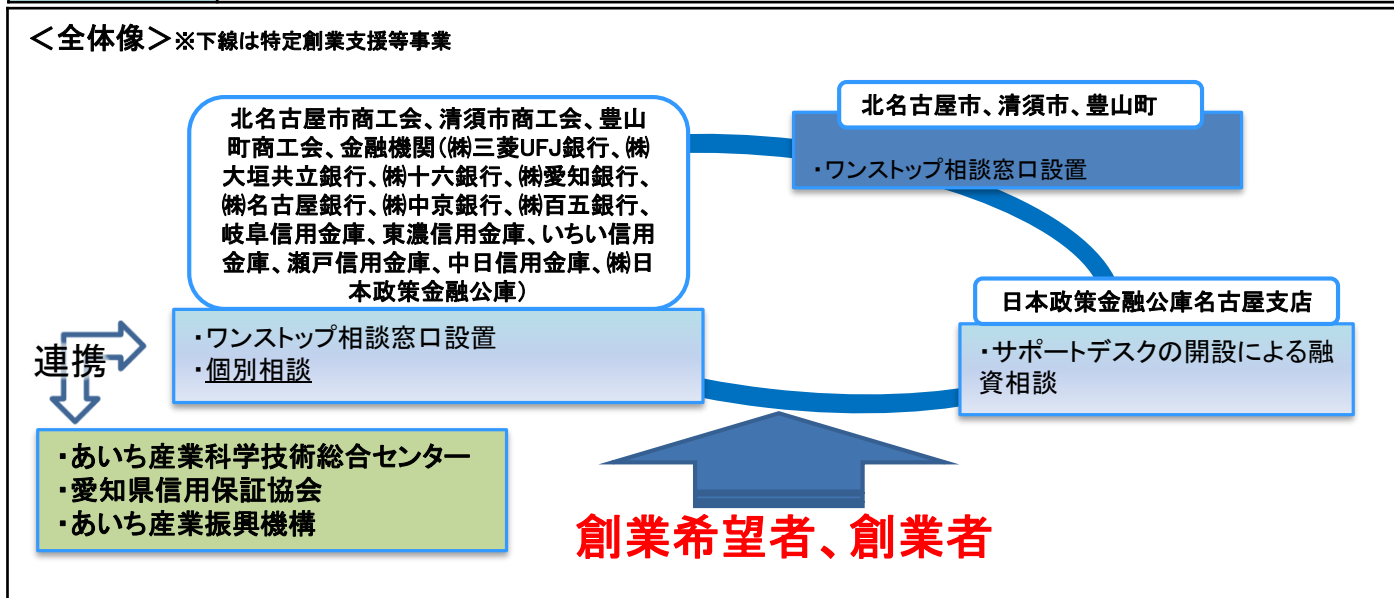 ＜全体像＞※下線は特定創業支援等事業
北名古屋市商工会、清須市商工会、豊山
町商工会、金融機関（㈱三菱UFJ銀行、㈱
大垣共立銀行、㈱十六銀行、㈱愛知銀行、
㈱名古屋銀行、㈱中京銀行、㈱百五銀行、
岐阜信用金庫、東濃信用金庫、いちい信用
金庫、瀬戸信用金庫、中日信用金庫、㈱日
本政策金融公庫）
・ワンストップ相談窓口設置
・個別相談
北名古屋市、清須市、豊山町
・ワンストップ相談窓口設置
日本政策金融公庫名古屋支店
・サポートデスクの開設による融
資相談
連携
・あいち産業科学技術総合センター
・愛知県信用保証協会
・あいち産業振興機構
創業希望者、創業者